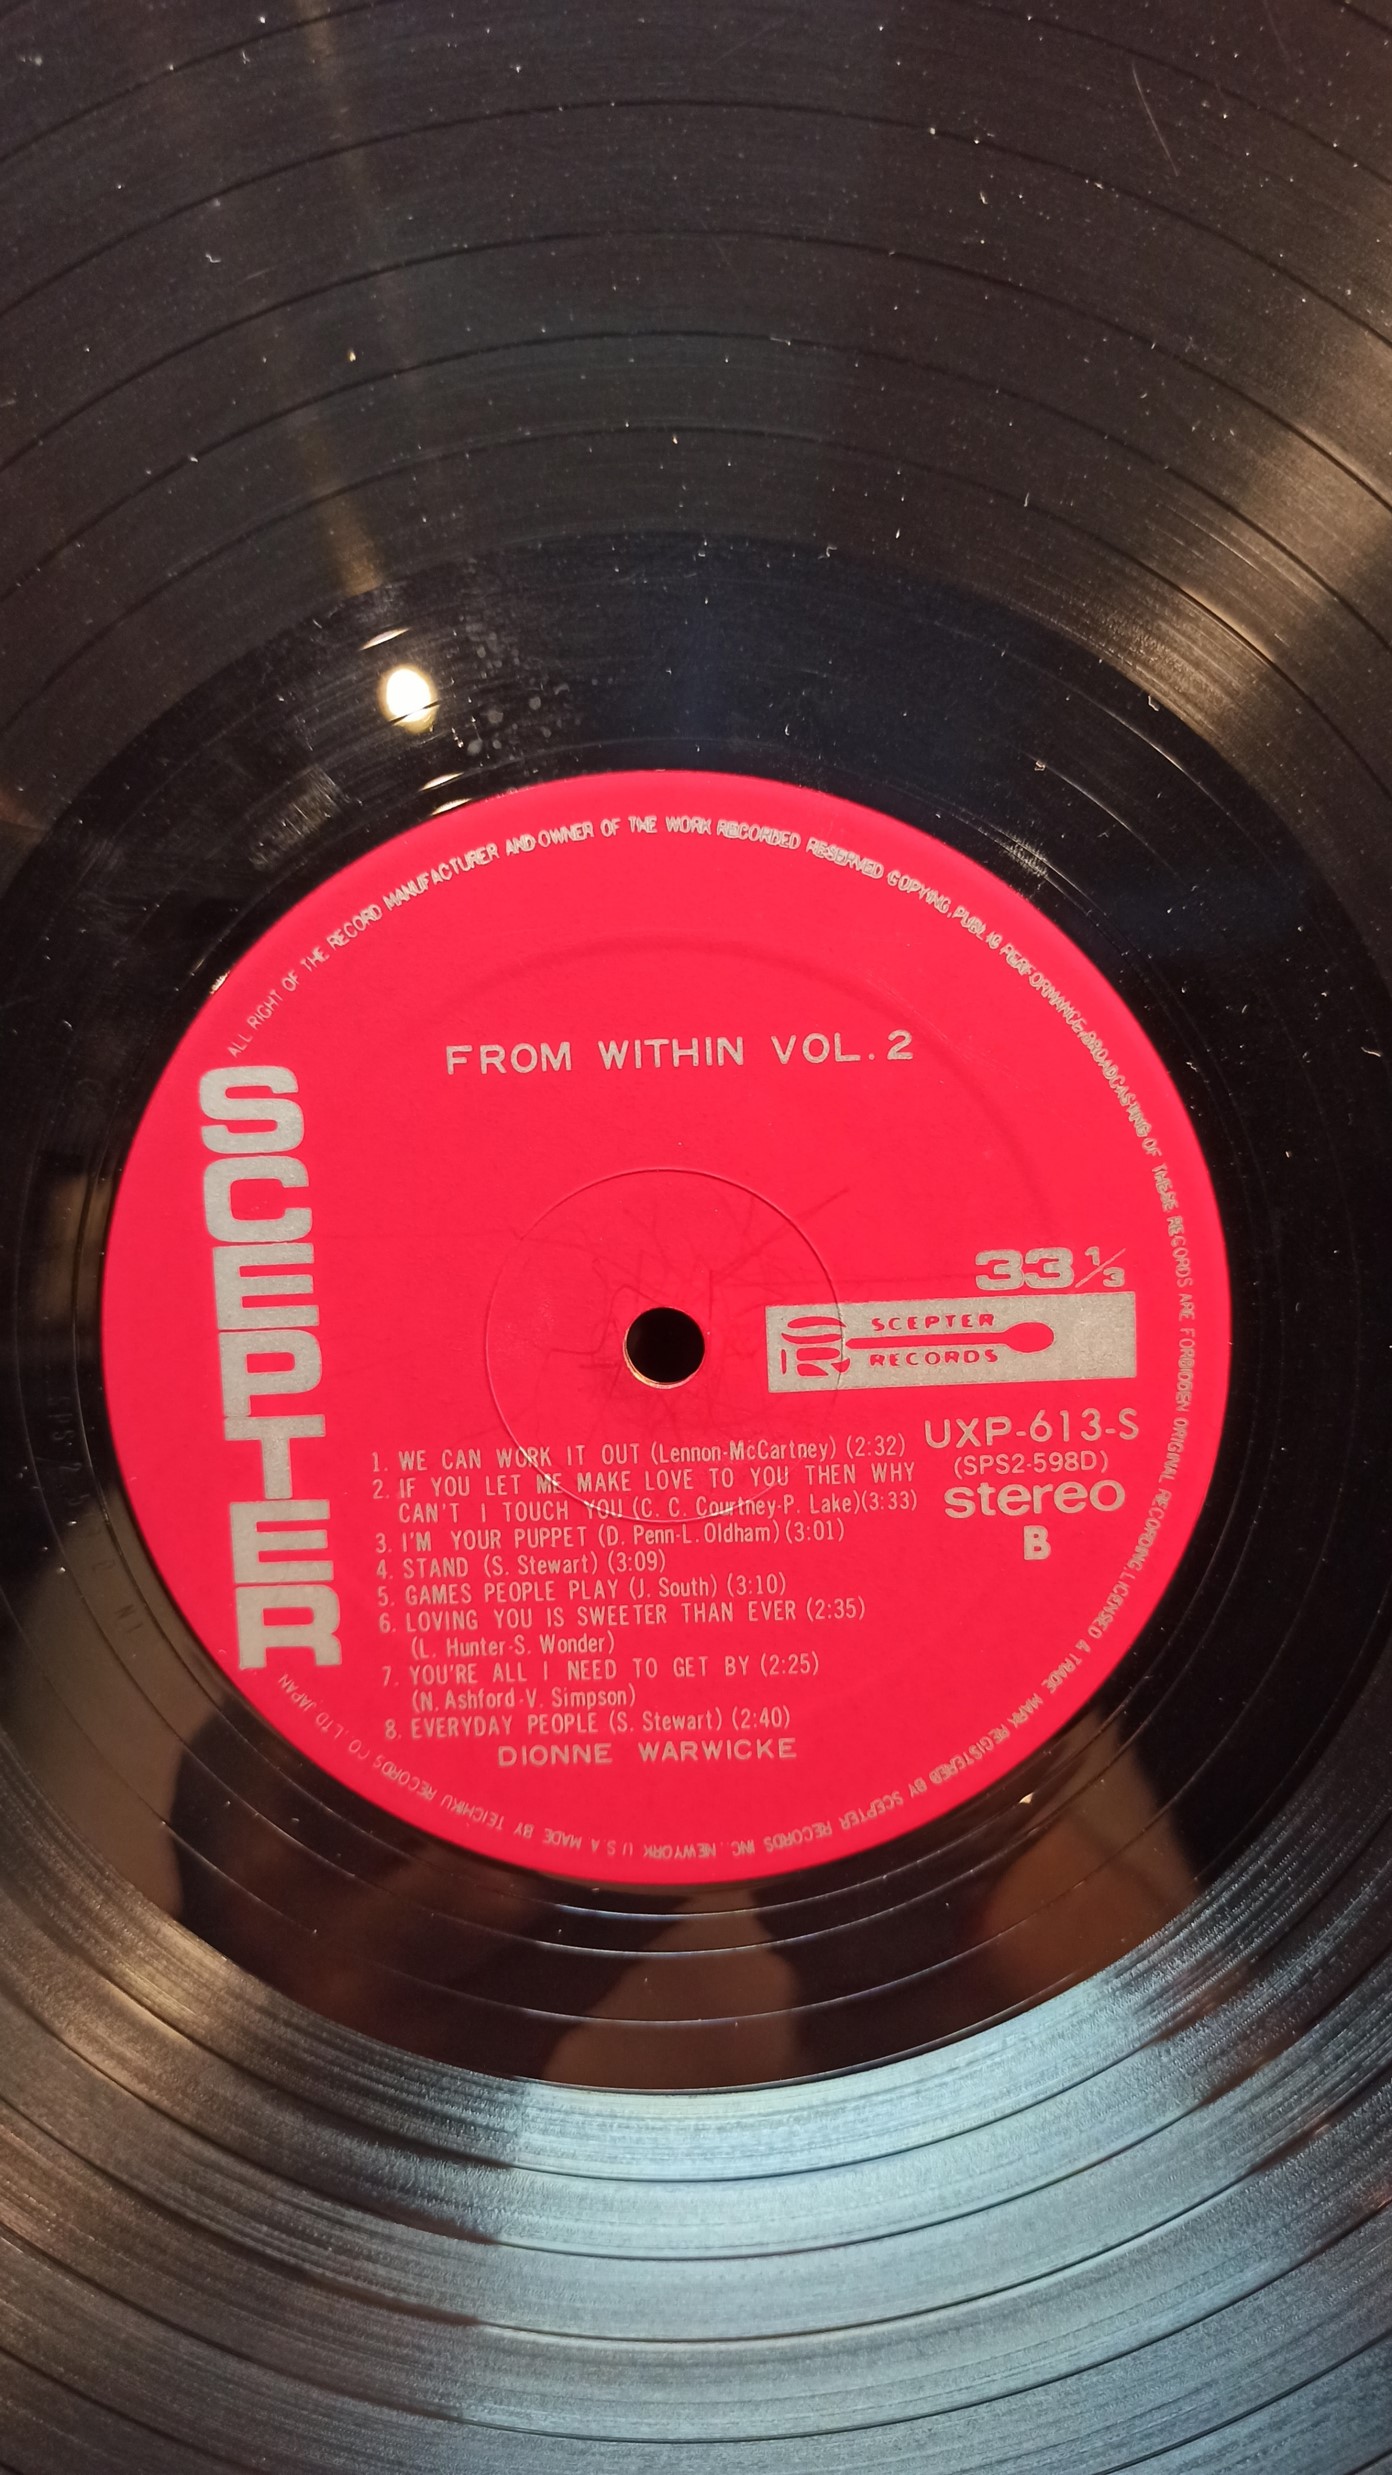 ALL RIGHT OF THE RECORD MANUFACTURER AND OWNER OF THE WORK RECORDED RESERVED COPYING, PUBLIC PERFORMANCE, BROADCASTING OF THESE RECORDS ARE FORBIDDEN ORIGINAL RECORDING, LICENSED & TRADE MARK REGISTERED BY SCEPTER RECORDS INC., NEWYORK U.S.A MADE BY TEICHIKU RECORDS CO., LTD. JAPAN
FROM WITHIN VOL. 2
SCEPTER
33 1/3
SR SCEPTER
RECORDS
UXP-613-S
(SPS2-598D)
stereo
B
1. WE CAN WORK IT OUT (Lennon-McCartney) (2:32)
2. IF YOU LET ME MAKE LOVE TO YOU THEN WHY
CAN'T I TOUCH YOU (C. C. Courtney-P. Lake)(3:33)
3. I'M YOUR PUPPET (D. Penn-L. Oldham) (3:01)
4. STAND (S. Stewart) (3:09)
5. GAMES PEOPLE PLAY (J. South) (3:10)
6. LOVING YOU IS SWEETER THAN EVER (2:35)
(L. Hunter-S. Wonder)
7. YOU'RE ALL I NEED TO GET BY (2:25)
(N. Ashford-V. Simpson)
8. EVERYDAY PEOPLE (S. Stewart) (2:40)
DIONNE WARWICKE